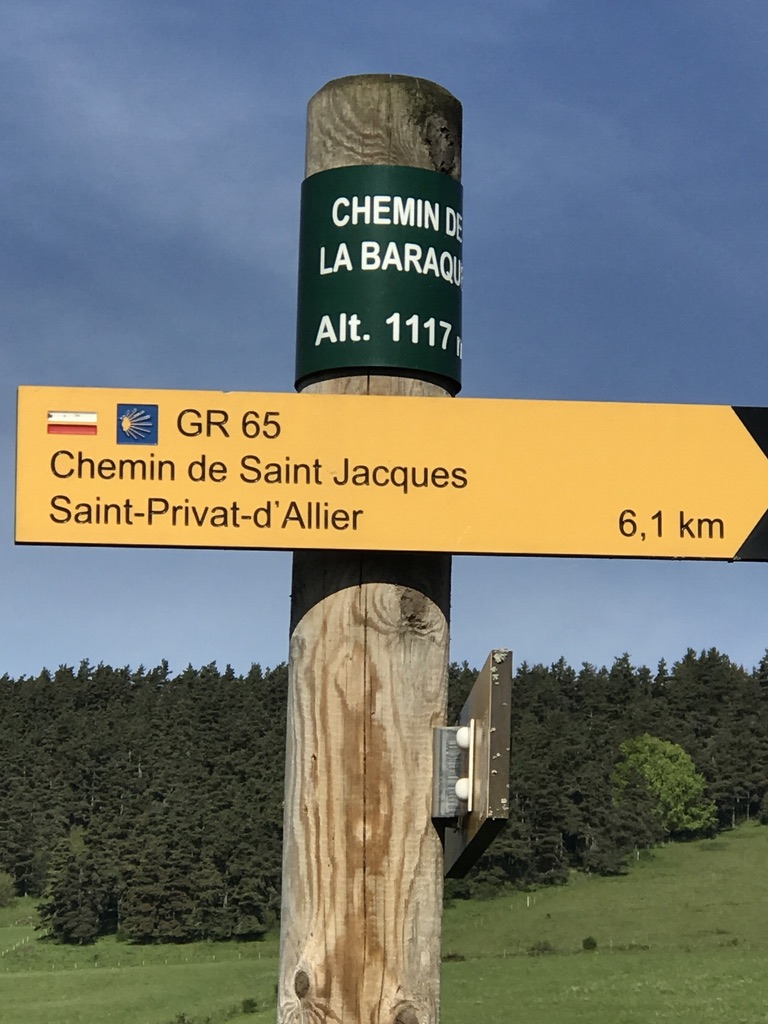 CHEMIN DE
LA BARAQU
Alt. 1117 m
GR 65
Chemin de Saint Jacques
Saint-Privat-d'Allier
6,1 km